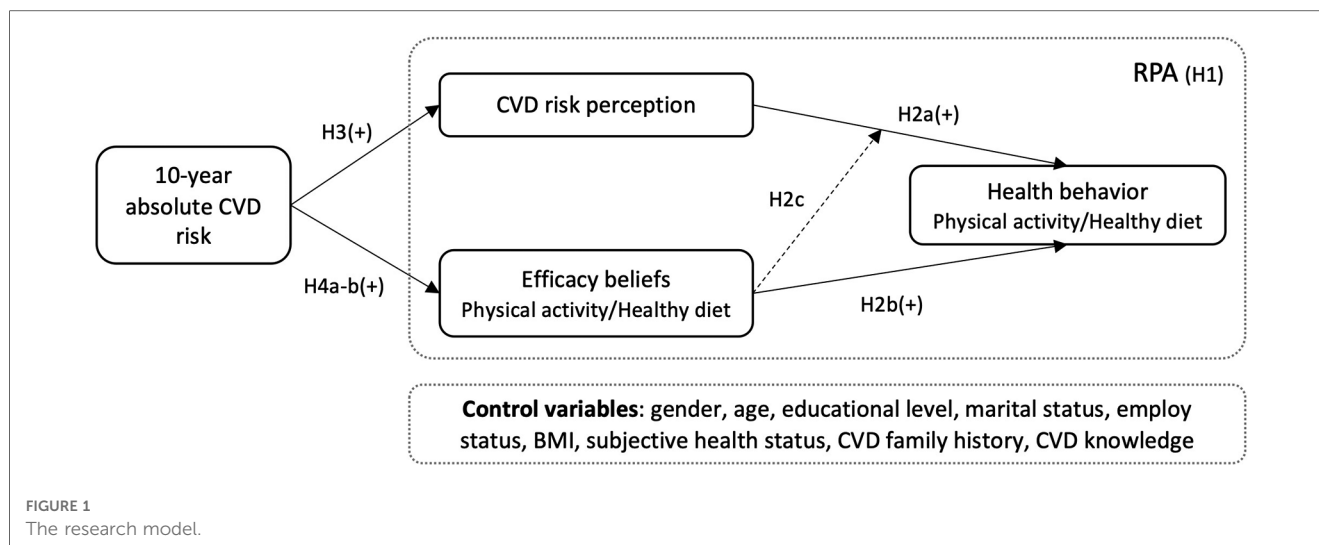 RPA (H1)
CVD risk perception
H2a(+)
H3(+)
10-year
absolute CVD
risk
H2c
Health behavior
Physical activity/Healthy diet
H4a-b(+)
Efficacy beliefs
Physical activity/Healthy diet
H2b(+)
Control variables: gender, age, educational level, marital status, employ
status, BMI, subjective health status, CVD family history, CVD knowledge
FIGURE 1
The research model.